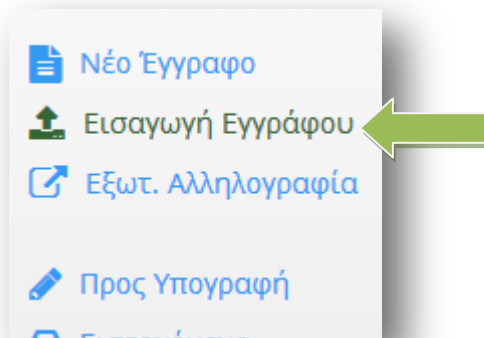 Νέο Έγγραφο
Εισαγωγή Εγγράφου
Εξωτ. Αλληλογραφία
Προς Υπογραφή